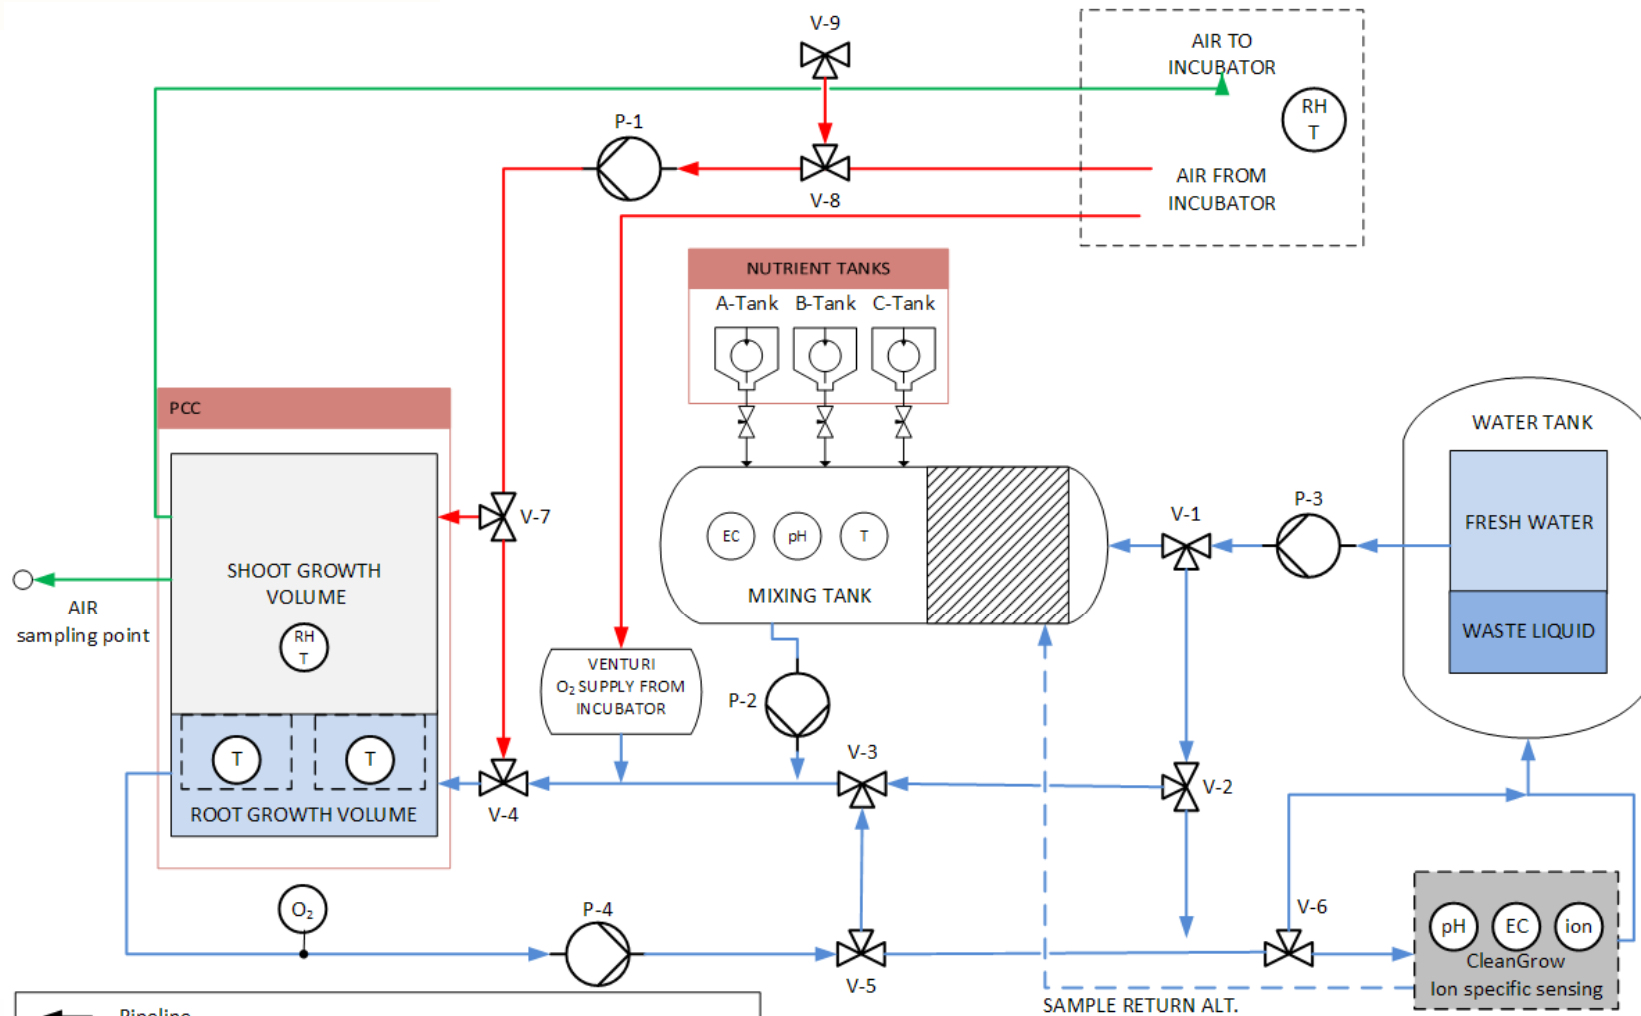 V-9
AIR TO
INCUBATOR
RH
T
P-1
AIR FROM
INCUBATOR
V-8
NUTRIENT TANKS
A-Tank B-Tank C-Tank
PCC
WATER TANK
P-3
V-1
V-7
FRESH WATER
EC pH T
SHOOT GROWTH
VOLUME
MIXING TANK
AIR
sampling point
RH
T
WASTE LIQUID
VENTURI
O₂ SUPPLY FROM
INCUBATOR
P-2
T T
V-3
V-2
V-4
ROOT GROWTH VOLUME
O₂
P-4
V-6
pH EC ion
CleanGrow
Ion specific sensing
V-5
SAMPLE RETURN ALT.
Pipeline